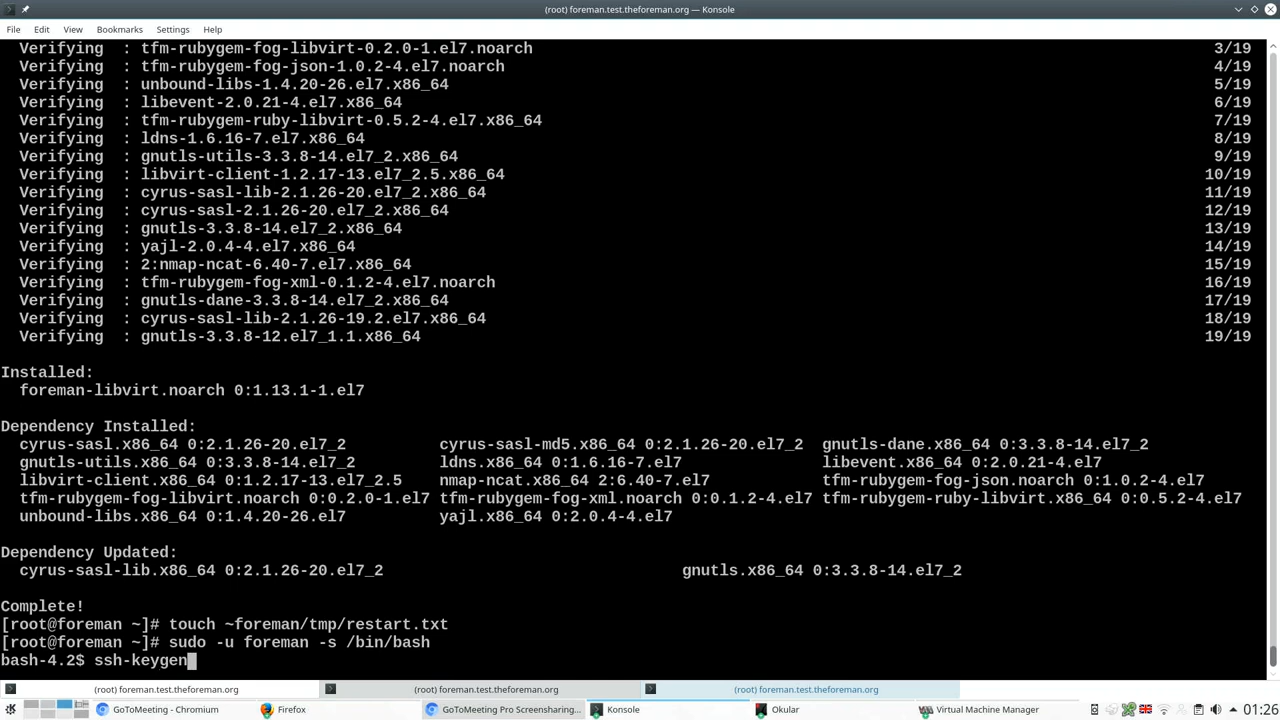 (root) foreman.test.theforeman.org — Konsole
File Edit View Bookmarks Settings Help
Verifying : tfm-rubygem-fog-libvirt-0.2.0-1.el7.noarch 3/19
Verifying : tfm-rubygem-fog-json-1.0.2-4.el7.noarch 4/19
Verifying : unbound-libs-1.4.20-26.el7.x86_64 5/19
Verifying : libevent-2.0.21-4.el7.x86_64 6/19
Verifying : tfm-rubygem-ruby-libvirt-0.5.2-4.el7.x86_64 7/19
Verifying : ldns-1.6.16-7.el7.x86_64 8/19
Verifying : gnutls-utils-3.3.8-14.el7_2.x86_64 9/19
Verifying : libvirt-client-1.2.17-13.el7_2.5.x86_64 10/19
Verifying : cyrus-sasl-lib-2.1.26-20.el7_2.x86_64 11/19
Verifying : cyrus-sasl-2.1.26-20.el7_2.x86_64 12/19
Verifying : gnutls-3.3.8-14.el7_2.x86_64 13/19
Verifying : yajl-2.0.4-4.el7.x86_64 14/19
Verifying : 2:nmap-ncat-6.40-7.el7.x86_64 15/19
Verifying : tfm-rubygem-fog-xml-0.1.2-4.el7.noarch 16/19
Verifying : gnutls-dane-3.3.8-14.el7_2.x86_64 17/19
Verifying : cyrus-sasl-lib-2.1.26-19.2.el7.x86_64 18/19
Verifying : gnutls-3.3.8-12.el7_1.1.x86_64 19/19
Installed:
foreman-libvirt.noarch 0:1.13.1-1.el7
Dependency Installed:
cyrus-sasl.x86_64 0:2.1.26-20.el7_2 cyrus-sasl-md5.x86_64 0:2.1.26-20.el7_2 gnutls-dane.x86_64 0:3.3.8-14.el7_2
gnutls-utils.x86_64 0:3.3.8-14.el7_2 ldns.x86_64 0:1.6.16-7.el7 libevent.x86_64 0:2.0.21-4.el7
libvirt-client.x86_64 0:1.2.17-13.el7_2.5 nmap-ncat.x86_64 2:6.40-7.el7 tfm-rubygem-fog-json.noarch 0:1.0.2-4.el7
tfm-rubygem-fog-libvirt.noarch 0:0.2.0-1.el7 tfm-rubygem-fog-xml.noarch 0:0.1.2-4.el7 tfm-rubygem-ruby-libvirt.x86_64 0:0.5.2-4.el7
unbound-libs.x86_64 0:1.4.20-26.el7 yajl.x86_64 0:2.0.4-4.el7
Dependency Updated:
cyrus-sasl-lib.x86_64 0:2.1.26-20.el7_2 gnutls.x86_64 0:3.3.8-14.el7_2
Complete!
[root@foreman ~]# touch ~foreman/tmp/restart.txt
[root@foreman ~]# sudo -u foreman -s /bin/bash
bash-4.2$ ssh-keygen
(root) foreman.test.theforeman.org (root) foreman.test.theforeman.org (root) foreman.test.theforeman.org
GoToMeeting - Chromium Firefox GoToMeeting Pro Screensharing... Konsole Okular Virtual Machine Manager 01:26